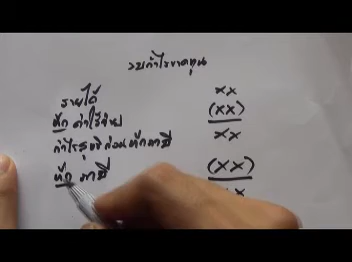 งบกำไรขาดทุน
รายได้ xx
หัก ค่าใช้จ่าย (xx)
กำไรสุทธิก่อนหักภาษี xx
หัก ภาษี (xx)